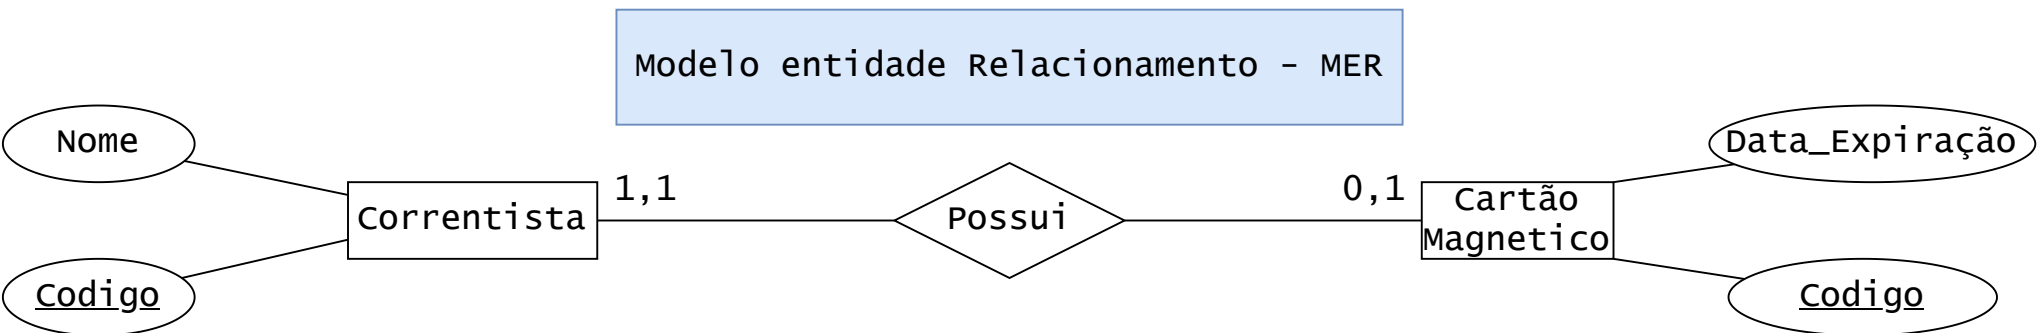 Modelo entidade Relacionamento - MER
Nome
Data_Expiração
1,1
0,1
Correntista
Possui
Cartão
Magnetico
Codigo
Codigo